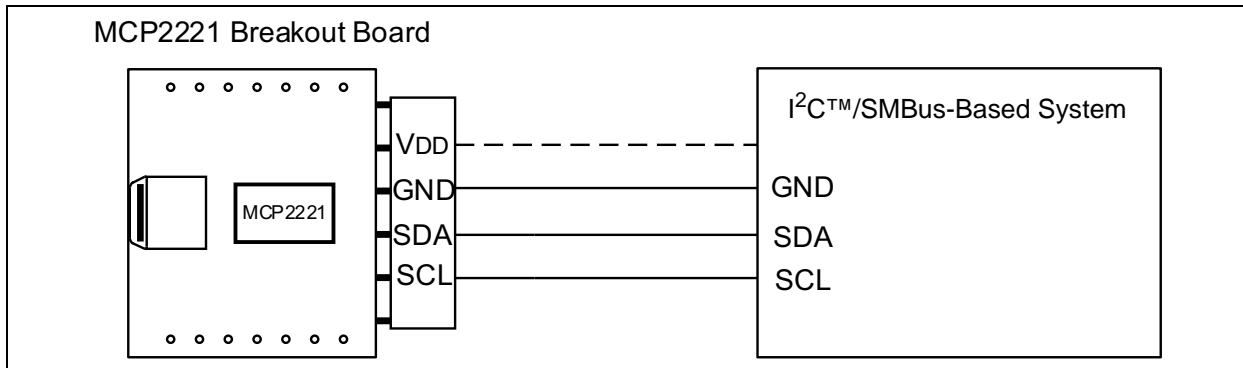 MCP2221 Breakout Board
I²C™/SMBus-Based System
VDD
GND
GND
MCP2221
SDA
SDA
SCL
SCL